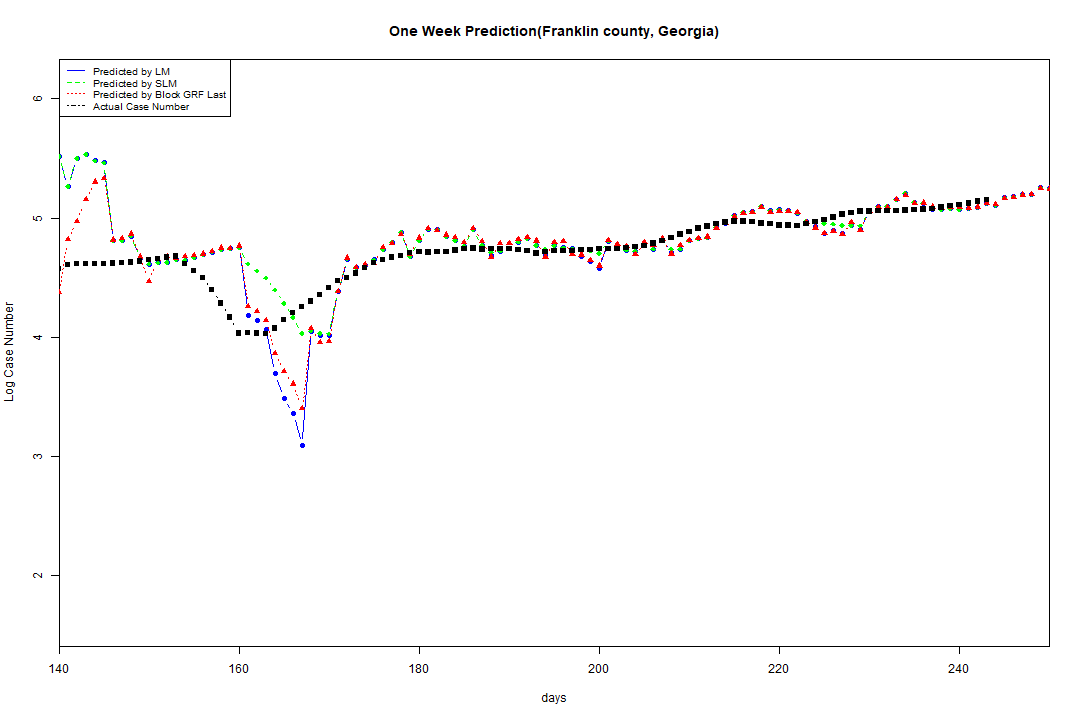 One Week Prediction(Franklin county, Georgia)
Predicted by LM
Predicted by SLM
Predicted by Block GRF Last
Actual Case Number
6
5
4
3
2
Log Case Number
140 160 180 200 220 240
days